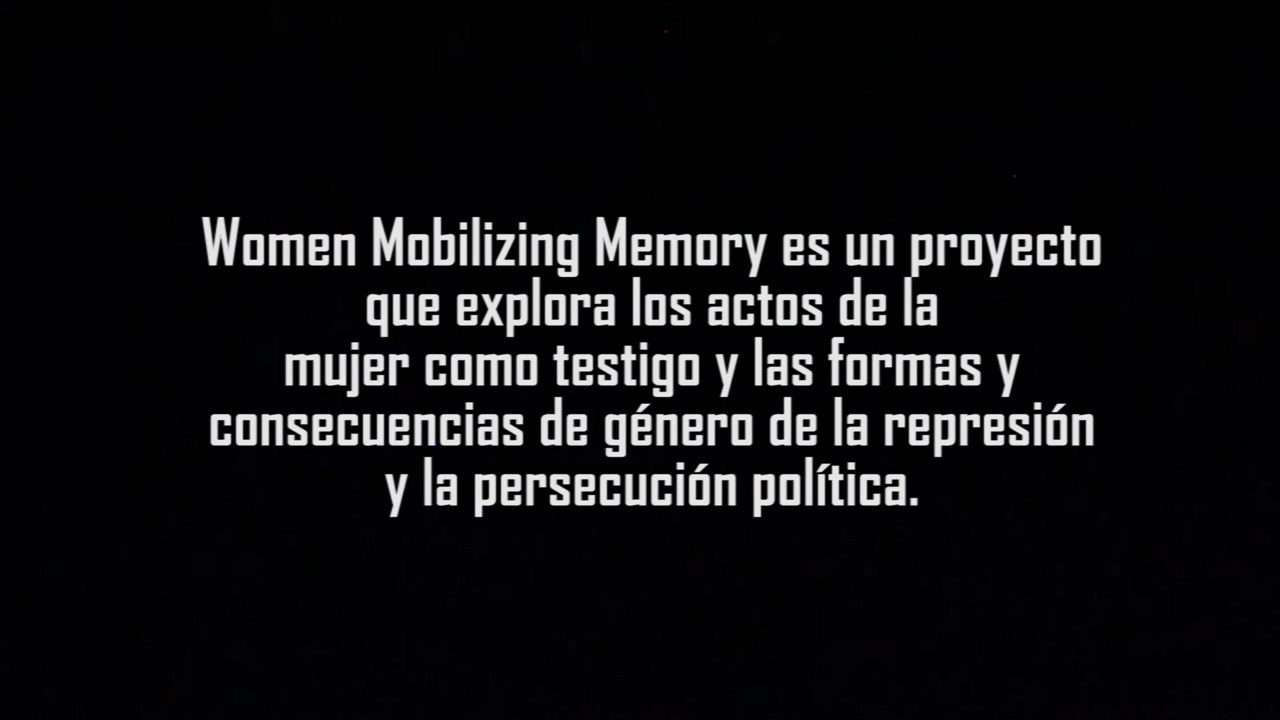 Women Mobilizing Memory es un proyecto
que explora los actos de la
mujer como testigo y las formas y
consecuencias de género de la represión
y la persecución política.